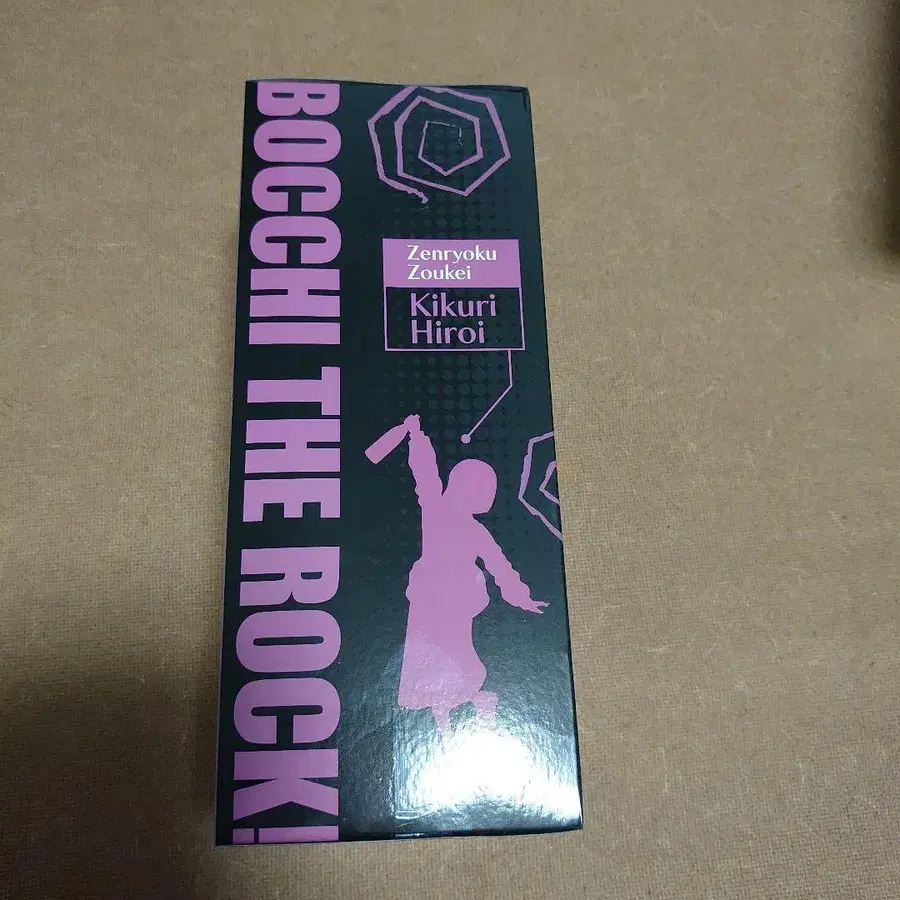 BOCCHI THE ROCK!
Zenryoku
Zoukei
Kikuri
Hiroi